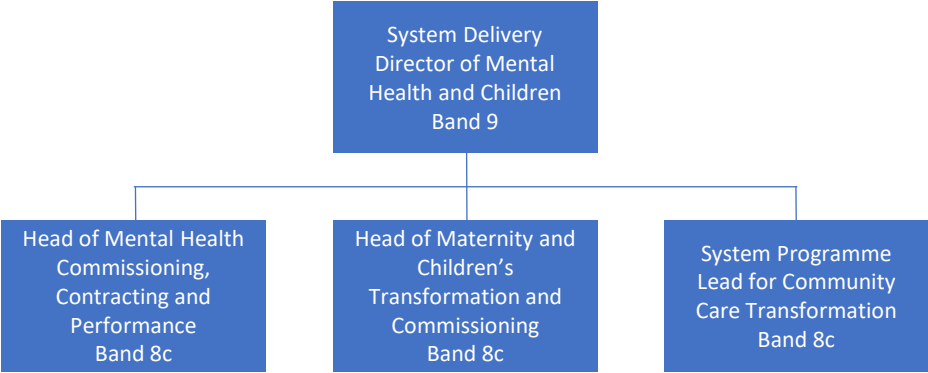 System Delivery
Director of Mental
Health and Children
Band 9
Head of Mental Health
Commissioning,
Contracting and
Performance
Band 8c
Head of Maternity and
Children’s
Transformation and
Commissioning
Band 8c
System Programme
Lead for Community
Care Transformation
Band 8c